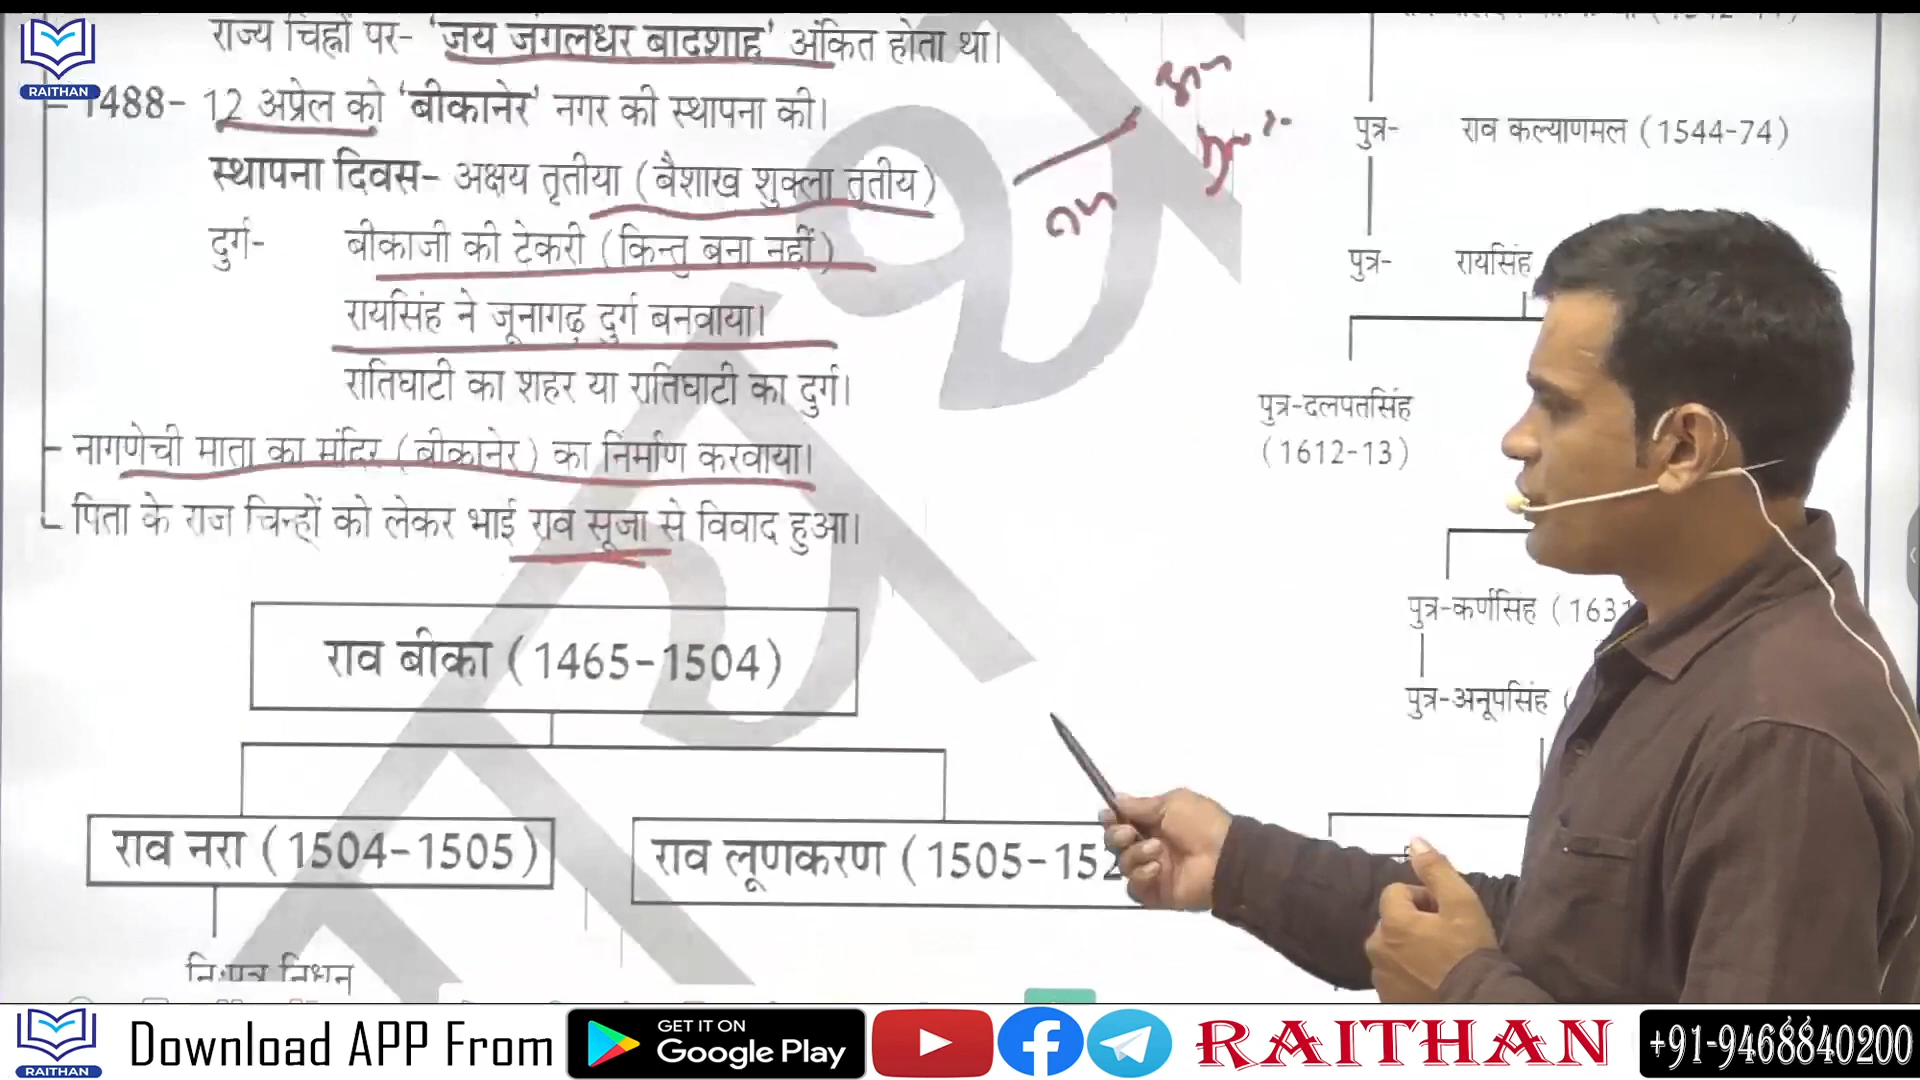 राज्य चिह्नों पर- 'जय जंगलधर बादशाह' अंकित होता था।
RAITHAN
1488- 12 अप्रेल को 'बीकानेर' नगर की स्थापना की।
स्थापना दिवस- अक्षय तृतीया (बैशाख शुक्ला तृतीय)
दुर्ग- बीकाजी की टेकरी (किन्तु बना नहीं)
रायसिंह ने जूनागढ़ दुर्ग बनवाया।
रातिघाटी का शहर या रातिघाटी का दुर्ग।
नागणेची माता का मंदिर (बीकानेर) का निर्माण करवाया।
पिता के राज चिन्हों को लेकर भाई राव सूजा से विवाद हुआ।
राव बीका (1465-1504)
राव नरा (1504-1505)
राव लूणकरण (1505-152
निःपुत्र निधन
पुत्र- राव कल्याणमल (1544-74)
पुत्र- रायसिंह
पुत्र-दलपतसिंह
(1612-13)
पुत्र-कर्णसिंह (1631
पुत्र-अनूपसिंह (
RAITHAN
Download APP From
GET IT ON
Google Play
RAITHAN
+91-9468840200